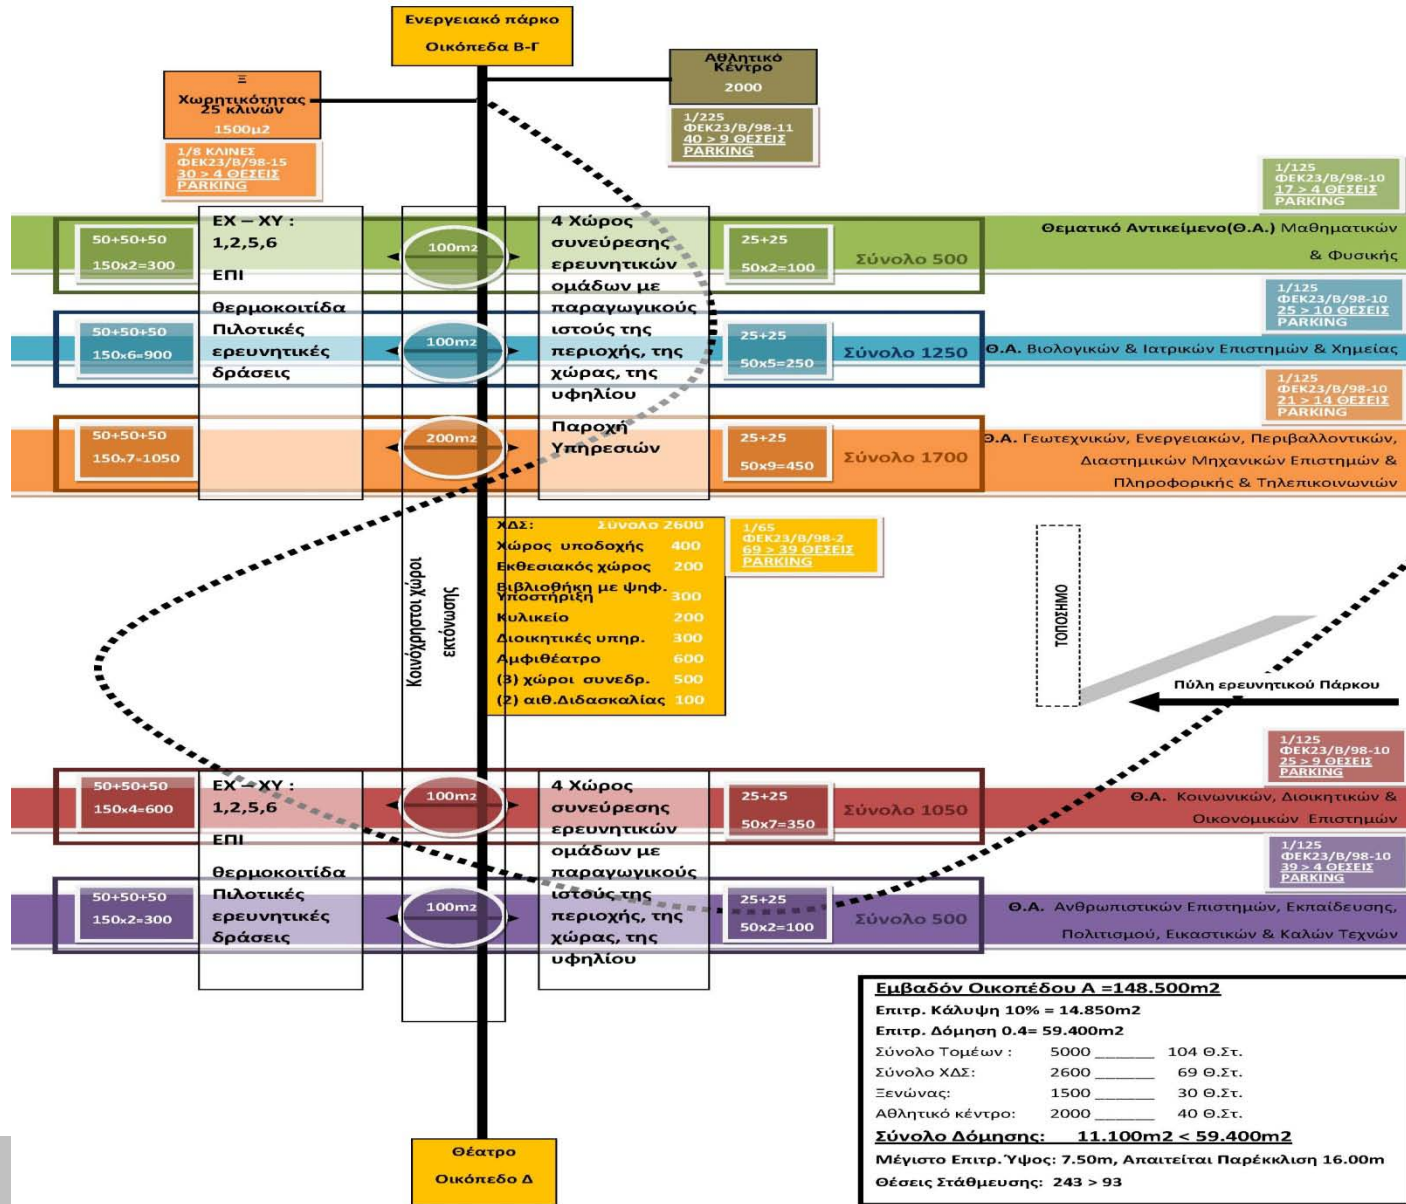 Ενεργειακό πάρκο
Οικόπεδα Β-Γ
Ξ
Χωρητικότητας
25 κλινών
1500μ2
1/8 ΚΛΙΝΕΣ
ΦΕΚ23/Β/98-15
30 > 4 ΘΕΣΕΙΣ
PARKING
Αθλητικό
Κέντρο
2000
1/225
ΦΕΚ23/Β/98-11
40 > 9 ΘΕΣΕΙΣ
PARKING
1/125
ΦΕΚ23/Β/98-10
17 > 4 ΘΕΣΕΙΣ
PARKING
50+50+50
150x2=300
ΕΧ – ΧΥ :
1,2,5,6
ΕΠΙ
θερμοκοιτίδα
Πιλοτικές
ερευνητικές
δράσεις
100m2
4 Χώρος
συνεύρεσης
ερευνητικών
ομάδων με
παραγωγικούς
ιστούς της
περιοχής, της
χώρας, της
υφηλίου
Παροχή
Υπηρεσιών
25+25
50x2=100
Σύνολο 500
Θεματικό Αντικείμενο(Θ.Α.) Μαθηματικών
& Φυσικής
1/125
ΦΕΚ23/Β/98-10
25 > 10 ΘΕΣΕΙΣ
PARKING
50+50+50
150x6=900
100m2
25+25
50x5=250
Σύνολο 1250
Θ.Α. Βιολογικών & Ιατρικών Επιστημών & Χημείας
1/125
ΦΕΚ23/Β/98-10
21 > 14 ΘΕΣΕΙΣ
PARKING
50+50+50
150x7=1050
200m2
25+25
50x9=450
Σύνολο 1700
Θ.Α. Γεωτεχνικών, Ενεργειακών, Περιβαλλοντικών,
Διαστημικών Μηχανικών Επιστημών &
Πληροφορικής & Τηλεπικοινωνιών
Κοινόχρηστοι χώροι
εκτόνωσης
ΧΔΣ: Σύνολο 2600
Χώρος υποδοχής 400
Εκθεσιακός χώρος 200
Βιβλιοθήκη με ψηφ.
Υποστήριξη 300
Κυλικείο 200
Διοικητικές υπηρ. 300
Αμφιθέατρο 600
(3) χώροι συνεδρ. 500
(2) αιθ.Διδασκαλίας 100
1/65
ΦΕΚ23/Β/98-2
69 > 39 ΘΕΣΕΙΣ
PARKING
ΤΟΠΟΣΗΜΟ
Πύλη ερευνητικού Πάρκου
1/125
ΦΕΚ23/Β/98-10
25 > 9 ΘΕΣΕΙΣ
PARKING
50+50+50
150x4=600
ΕΧ – ΧΥ :
1,2,5,6
ΕΠΙ
θερμοκοιτίδα
Πιλοτικές
ερευνητικές
δράσεις
100m2
4 Χώρος
συνεύρεσης
ερευνητικών
ομάδων με
παραγωγικούς
ιστούς της
περιοχής, της
χώρας, της
υφηλίου
25+25
50x7=350
Σύνολο 1050
Θ.Α. Κοινωνικών, Διοικητικών &
Οικονομικών Επιστημών
1/125
ΦΕΚ23/Β/98-10
39 > 4 ΘΕΣΕΙΣ
PARKING
50+50+50
150x2=300
100m2
25+25
50x2=100
Σύνολο 500
Θ.Α. Ανθρωπιστικών Επιστημών, Εκπαίδευσης,
Πολιτισμού, Εικαστικών & Καλών Τεχνών
Θέατρο
Οικόπεδο Δ
Εμβαδόν Οικοπέδου Α =148.500m2
Επιτρ. Κάλυψη 10% = 14.850m2
Επιτρ. Δόμηση 0.4= 59.400m2
Σύνολο Τομέων : 5000 ______ 104 Θ.Στ.
Σύνολο ΧΔΣ: 2600 ______ 69 Θ.Στ.
Ξενώνας: 1500 ______ 30 Θ.Στ.
Αθλητικό κέντρο: 2000 ______ 40 Θ.Στ.
Σύνολο Δόμησης: 11.100m2 < 59.400m2
Μέγιστο Επιτρ.Ύψος: 7.50m, Απαιτείται Παρέκκλιση 16.00m
Θέσεις Στάθμευσης: 243 > 93